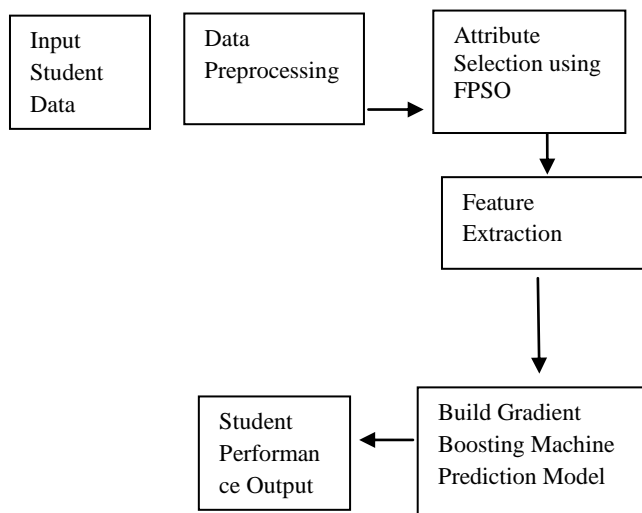 Input
Student
Data
Data
Preprocessing
Attribute
Selection using
FPSO
Feature
Extraction
Build Gradient
Boosting Machine
Prediction Model
Student
Performan
ce Output